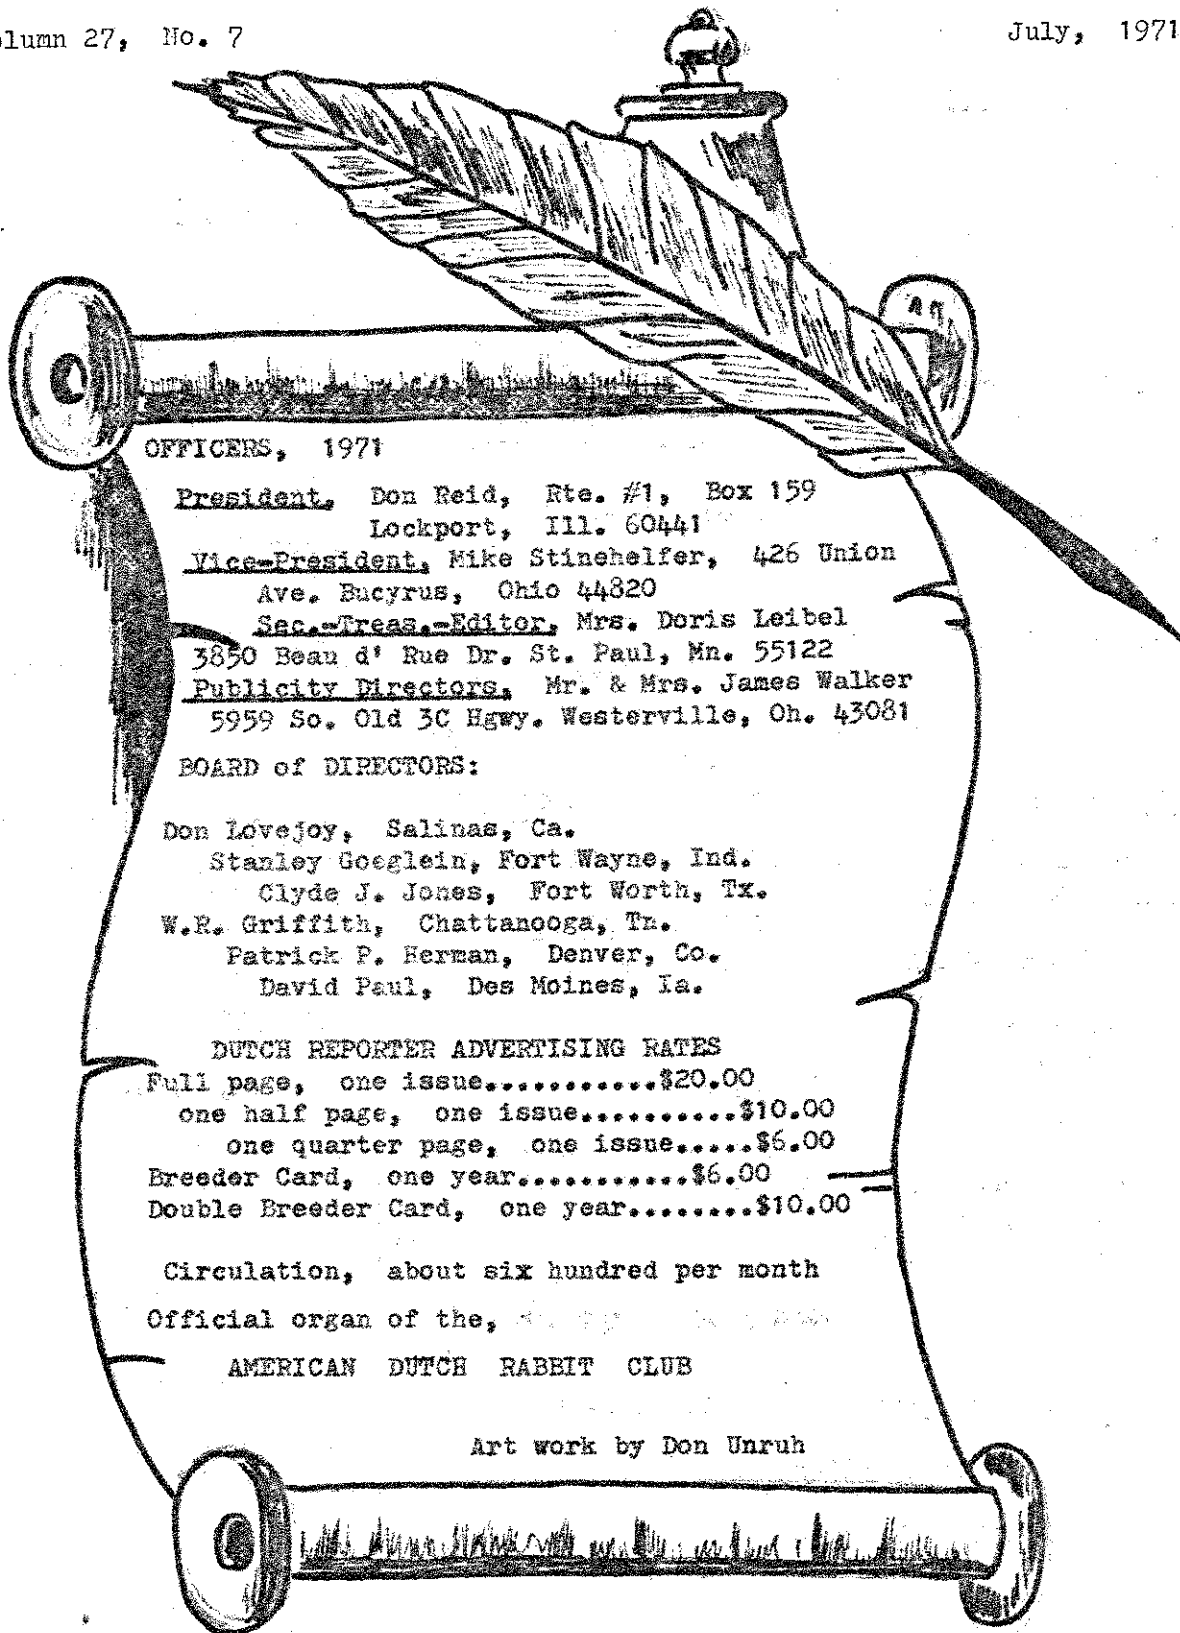 olumn 27, No. 7
July, 1971
OFFICERS, 1971
President, Don Reid, Rte. #1, Box 159
Lockport, Ill. 60441
Vice-President, Mike Stinehelfer, 426 Union
Ave. Bucyrus, Ohio 44820
Sec.-Treas.-Editor, Mrs. Doris Leibel
3850 Beau d' Rue Dr. St. Paul, Mn. 55122
Publicity Directors, Mr. & Mrs. James Walker
5959 So. Old 3C Hgwy. Westerville, Oh. 43081
BOARD of DIRECTORS:
Don Lovejoy, Salinas, Ca.
Stanley Goeglein, Fort Wayne, Ind.
Clyde J. Jones, Fort Worth, Tx.
W.R. Griffith, Chattanooga, Tn.
Patrick P. Herman, Denver, Co.
David Paul, Des Moines, Ia.
DUTCH REPORTER ADVERTISING RATES
Full page, one issue............$20.00
one half page, one issue..........$10.00
one quarter page, one issue.....$6.00
Breeder Card, one year...........$6.00
Double Breeder Card, one year........$10.00
Circulation, about six hundred per month
Official organ of the,
AMERICAN DUTCH RABBIT CLUB
Art work by Don Unruh